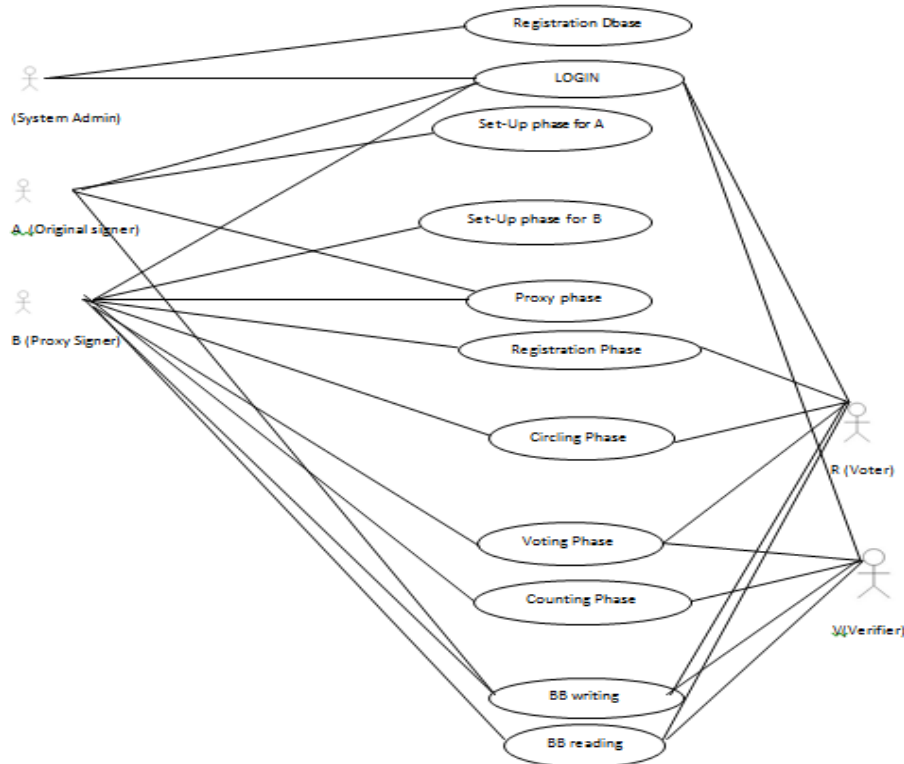 Registration Dbase
LOGIN
(System Admin)
Set-Up phase for A
A (Original signer)
Set-Up phase for B
Proxy phase
B (Proxy Signer)
Registration Phase
Circling Phase
R (Voter)
Voting Phase
Counting Phase
V(Verifier)
BB writing
BB reading